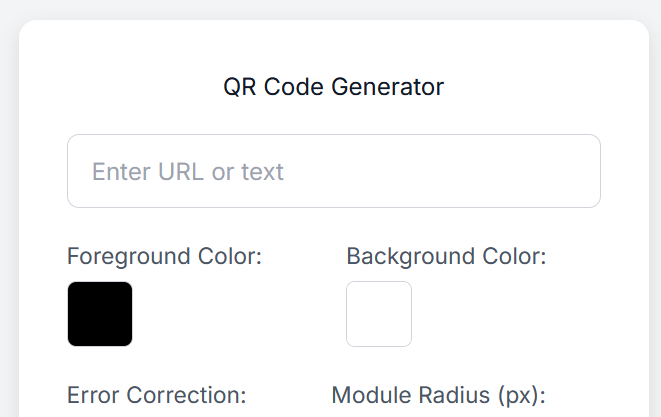 QR Code Generator
Enter URL or text
Foreground Color: Background Color:
Error Correction: Module Radius (px):